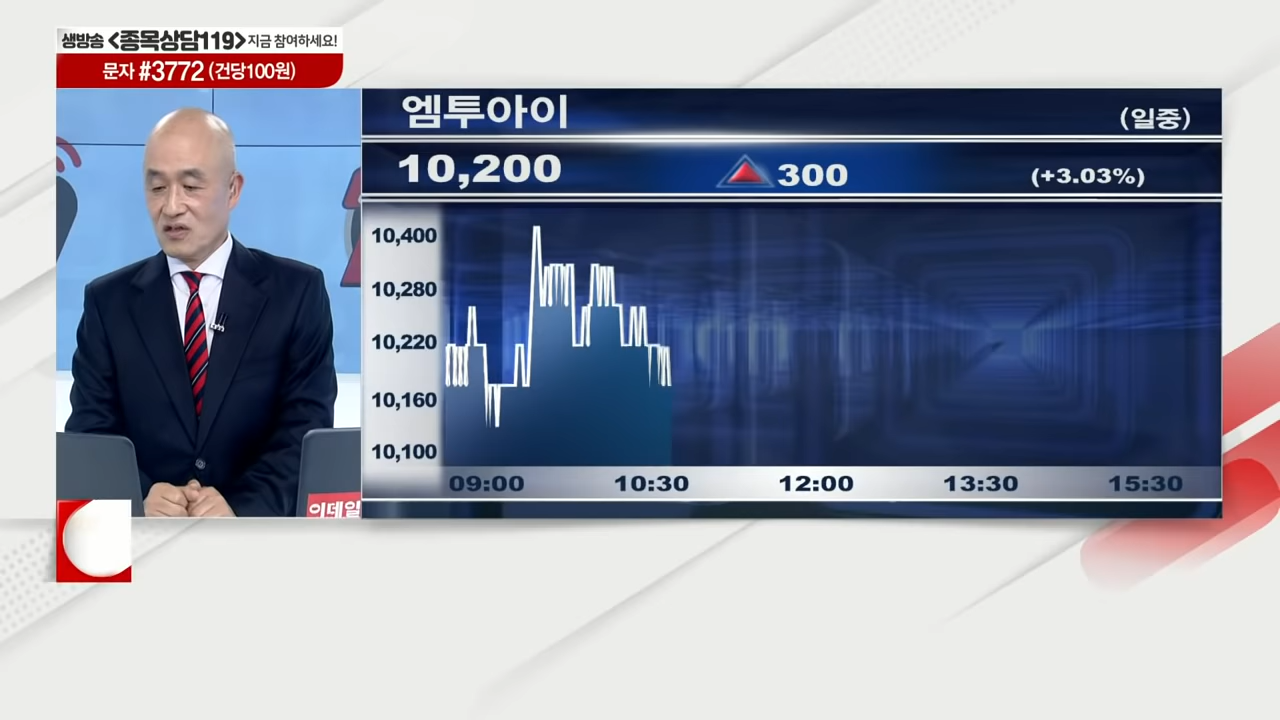 생방송 <종목상담119> 지금 참여하세요!
문자 #3772 (건당100원)
엠투아이
(일중)
10,200 300 (+3.03%)
10,400
10,280
10,220
10,160
10,100
09:00 10:30 12:00 13:30 15:30
이데일